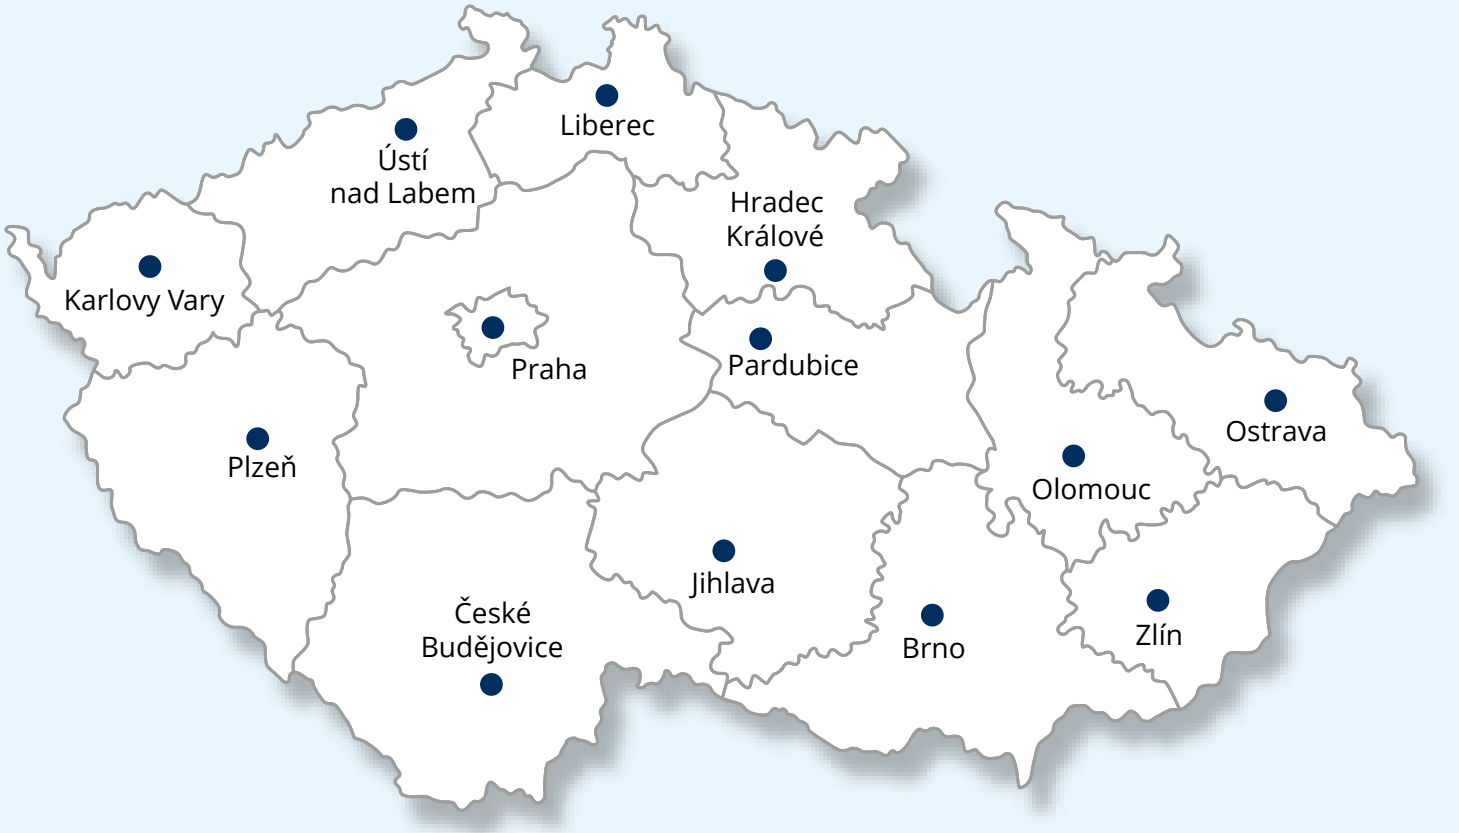 Liberec
Ústí
nad Labem
Hradec
Králové
Karlovy Vary
Praha
Pardubice
Plzeň
Ostrava
Olomouc
Jihlava
České
Budějovice
Brno
Zlín